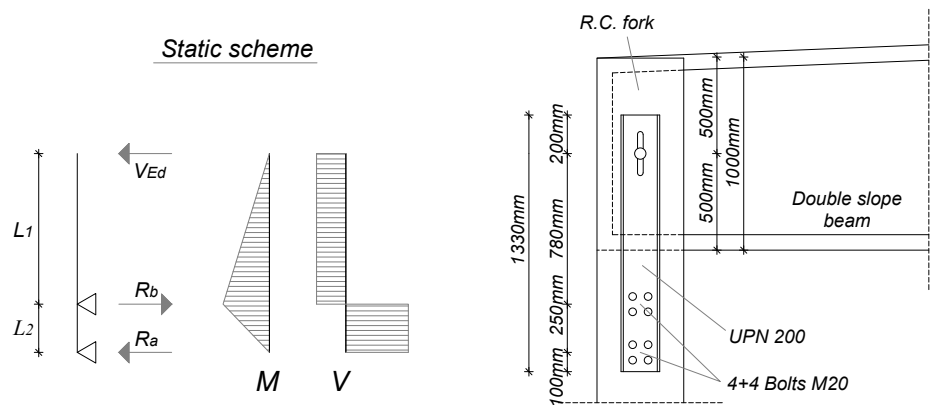 Static scheme
L1
L2
VEd
Rb
Ra
M
V
R.C. fork
1330mm
200mm
780mm
250mm
100mm
500mm
500mm
1000mm
Double slope
beam
UPN 200
4+4 Bolts M20